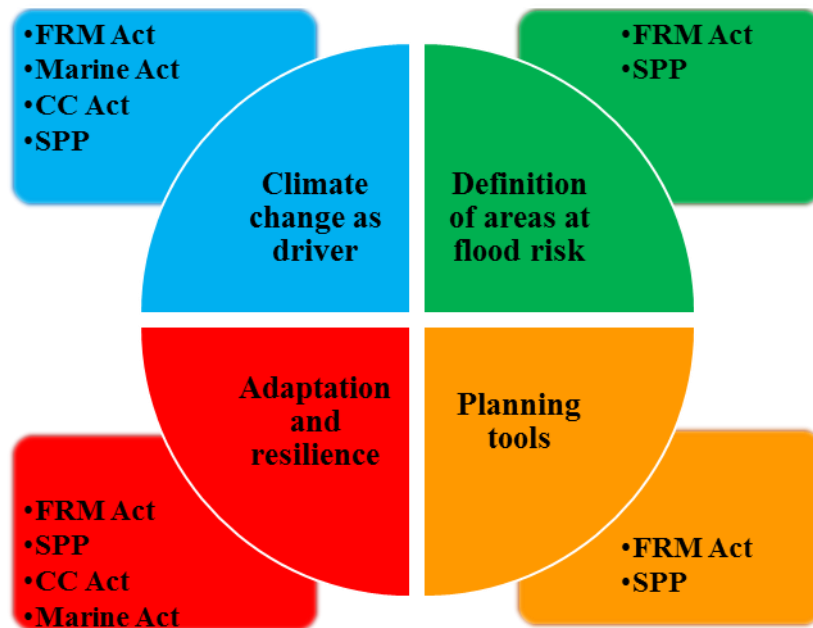 •FRM Act
•Marine Act
•CC Act
•SPP
•FRM Act
•SPP
Climate
change as
driver
Definition
of areas at
flood risk
Adaptation
and
resilience
Planning
tools
•FRM Act
•SPP
•CC Act
•Marine Act
•FRM Act
•SPP